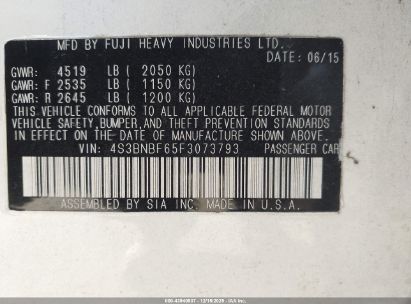 MFD BY FUJI HEAVY INDUSTRIES LTD.
DATE: 06/15
GVWR: 4519 LB ( 2050 KG)
GAWR: F 2535 LB ( 1150 KG)
GAWR: R 2645 LB ( 1200 KG)
THIS VEHICLE CONFORMS TO ALL APPLICABLE FEDERAL MOTOR
VEHICLE SAFETY, BUMPER, AND THEFT PREVENTION STANDARDS
IN EFFECT ON THE DATE OF MANUFACTURE SHOWN ABOVE.
VIN: 4S3BNBF65F3073793 PASSENGER CAR
ASSEMBLED BY SIA INC. MADE IN U.S.A.